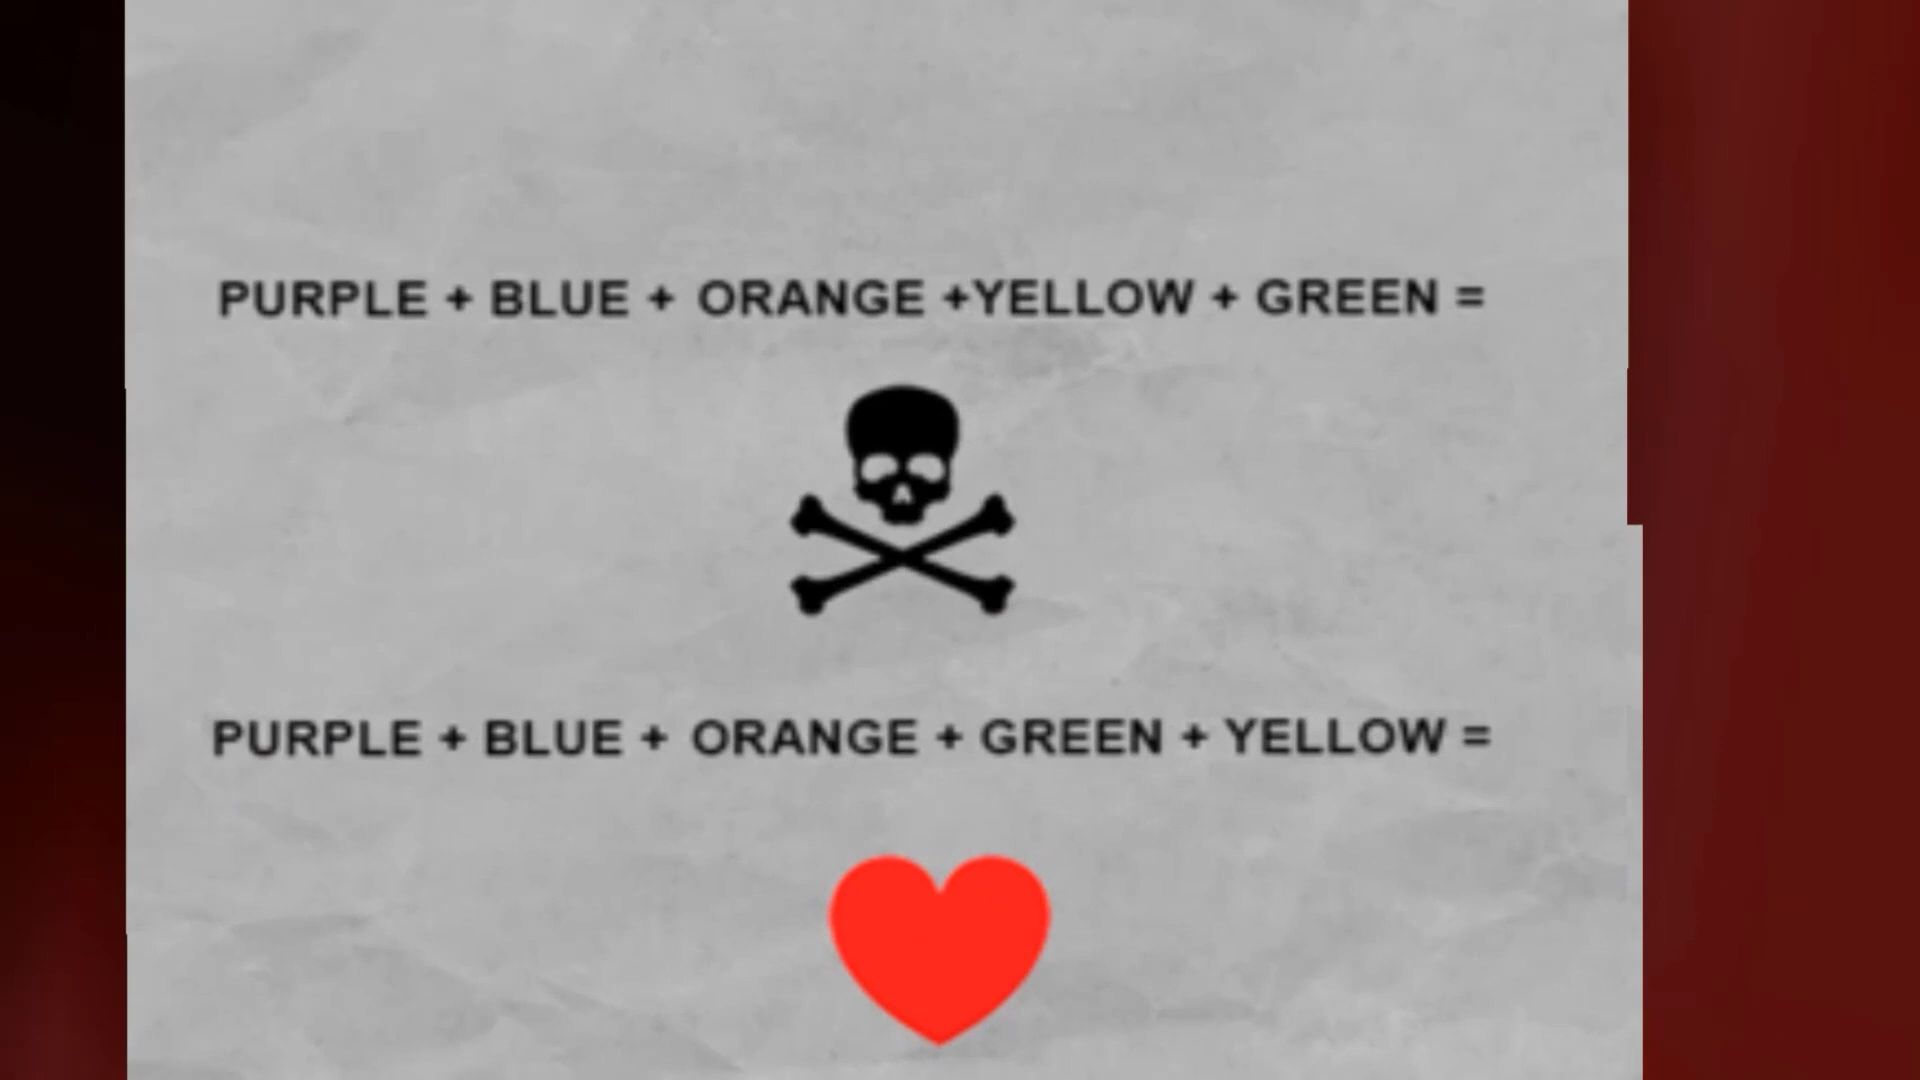 PURPLE + BLUE + ORANGE +YELLOW + GREEN =
PURPLE + BLUE + ORANGE + GREEN + YELLOW =